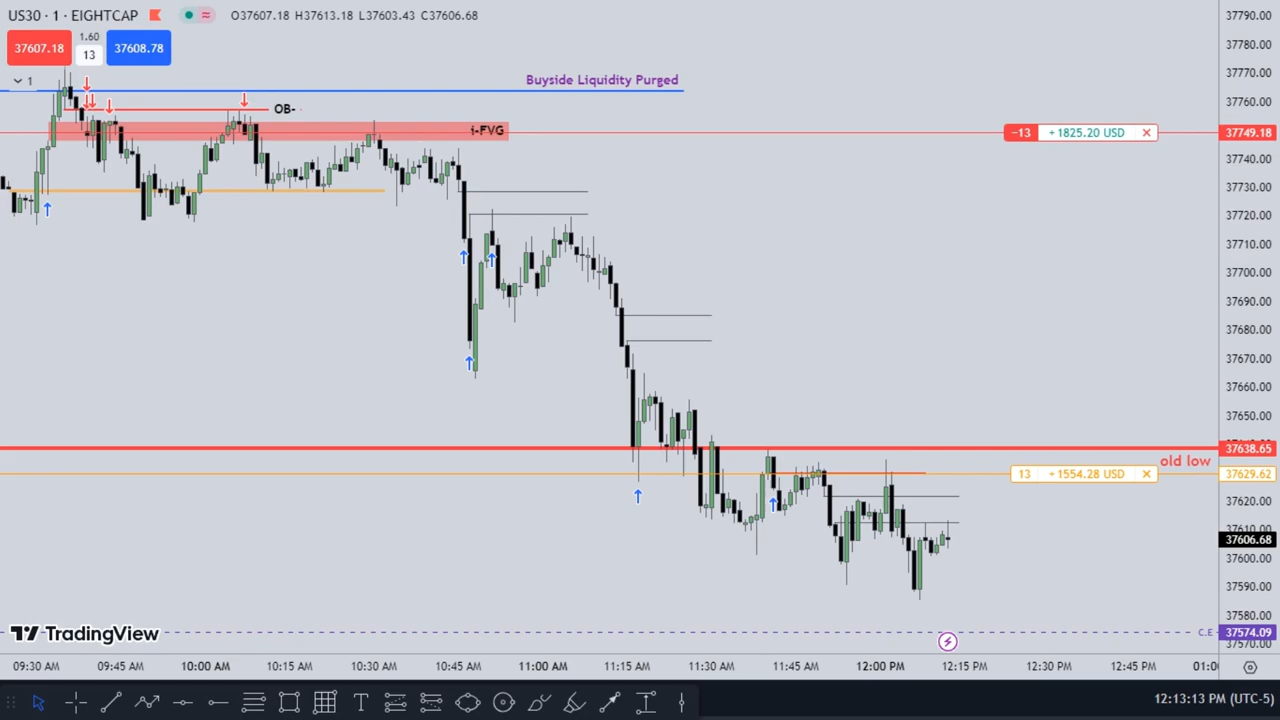 US30 · 1 · EIGHTCAP O37607.18 H37613.18 L37603.43 C37606.68
37607.18 1.60 13 37608.78
1
Buyside Liquidity Purged
OB-
i-FVG
−13 +1825.20 USD
old low
13 +1554.28 USD
C.E
37790.00
37780.00
37770.00
37760.00
37749.18
37740.00
37730.00
37720.00
37710.00
37700.00
37690.00
37680.00
37670.00
37660.00
37650.00
37638.65
37629.62
37620.00
37610.00
37606.68
37600.00
37590.00
37580.00
37574.09
37570.00
TradingView
09:30 AM 09:45 AM 10:00 AM 10:15 AM 10:30 AM 10:45 AM 11:00 AM 11:15 AM 11:30 AM 11:45 AM 12:00 PM 12:15 PM 12:30 PM 12:45 PM 01:0
12:13:13 PM (UTC-5)